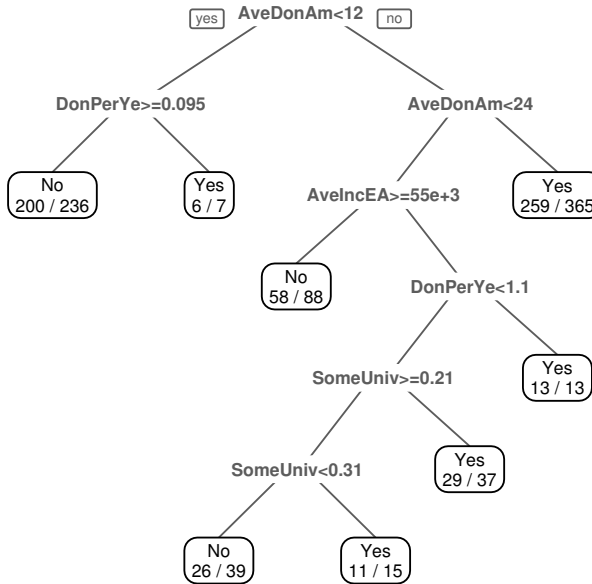 yes AveDonAm<12 no
DonPerYe>=0.095 AveDonAm<24
No
200 / 236
Yes
6 / 7
AveIncEA>=55e+3
Yes
259 / 365
No
58 / 88
DonPerYe<1.1
SomeUniv>=0.21
Yes
13 / 13
SomeUniv<0.31
Yes
29 / 37
No
26 / 39
Yes
11 / 15